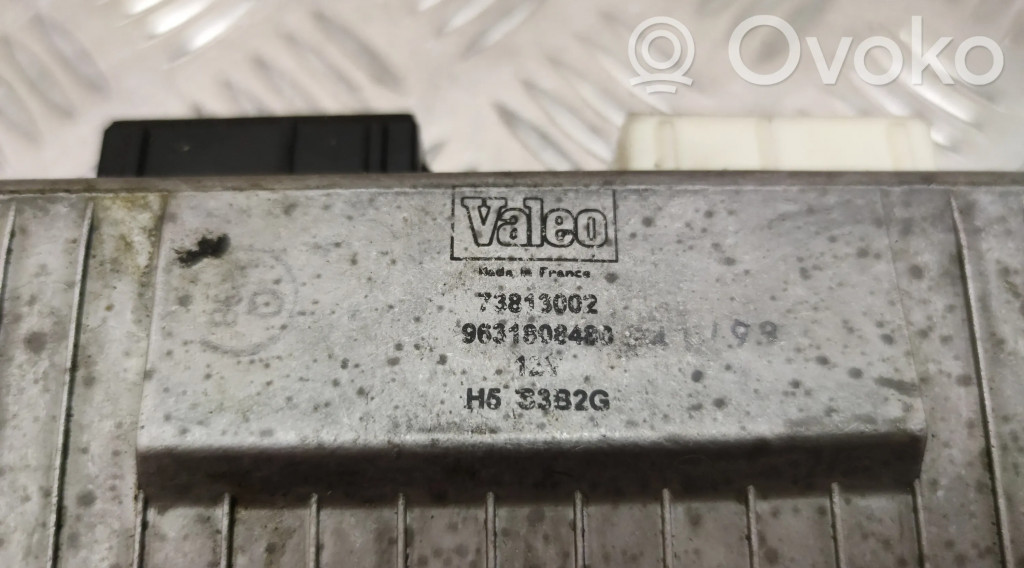 Ovoko
Valeo
Made in France
73813002
9631808480
12V
H5 S3B2G